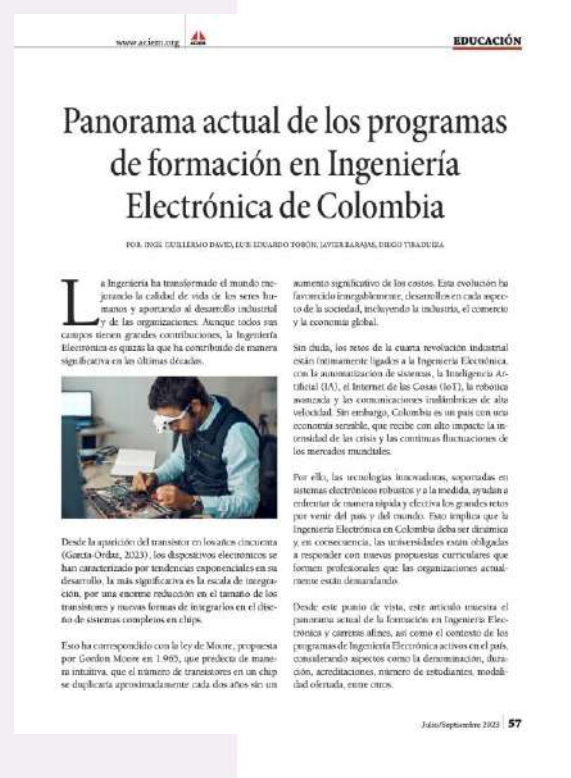 www.aciem.org
ACIEM
EDUCACIÓN
Panorama actual de los programas
de formación en Ingeniería
Electrónica de Colombia
POR: INGS. GUILLERMO DAVID, LUIS EDUARDO TOBÓN, JAVIER BARAJAS, DIEGO TIBADUIZA
La Ingeniería ha transformado el mundo me-
jorando la calidad de vida de los seres hu-
manos y aportando al desarrollo industrial
y de las organizaciones. Aunque todos sus
campos tienen grandes contribuciones, la Ingeniería
Electrónica es quizás la que ha contribuido de manera
significativa en las últimas décadas.
Desde la aparición del transistor en los años cincuenta
(García-Ordaz, 2023), los dispositivos electrónicos se
han caracterizado por tendencias exponenciales en su
desarrollo, la más significativa es la escala de integra-
ción, por una enorme reducción en el tamaño de los
transistores y nuevas formas de integrarlos en el dise-
ño de sistemas completos en chips.
Esto ha correspondido con la ley de Moore, propuesta
por Gordon Moore en 1.965, que predecía de mane-
ra intuitiva, que el número de transistores en un chip
se duplicaría aproximadamente cada dos años sin un
aumento significativo de los costos. Esta evolución ha
favorecido innegablemente, desarrollos en cada aspec-
to de la sociedad, incluyendo la industria, el comercio
y la economía global.
Sin duda, los retos de la cuarta revolución industrial
están íntimamente ligados a la Ingeniería Electrónica,
con la automatización de sistemas, la Inteligencia Ar-
tificial (IA), el Internet de las Cosas (IoT), la robótica
avanzada y las comunicaciones inalámbricas de alta
velocidad. Sin embargo, Colombia es un país con una
economía sensible, que recibe con alto impacto la in-
tensidad de las crisis y las continuas fluctuaciones de
los mercados mundiales.
Por ello, las tecnologías innovadoras, soportadas en
sistemas electrónicos robustos y a la medida, ayudan a
enfrentar de manera rápida y efectiva los grandes retos
por venir del país y del mundo. Esto implica que la
Ingeniería Electrónica en Colombia deba ser dinámica
y, en consecuencia, las universidades están obligadas
a responder con nuevas propuestas curriculares que
formen profesionales que las organizaciones actual-
mente están demandando.
Desde este punto de vista, este artículo muestra el
panorama actual de la formación en Ingeniería Elec-
trónica y carreras afines, así como el contexto de los
programas de Ingeniería Electrónica activos en el país,
considerando aspectos como la denominación, dura-
ción, acreditaciones, número de estudiantes, modali-
dad ofertada, entre otros.
Julio/Septiembre 2023 57